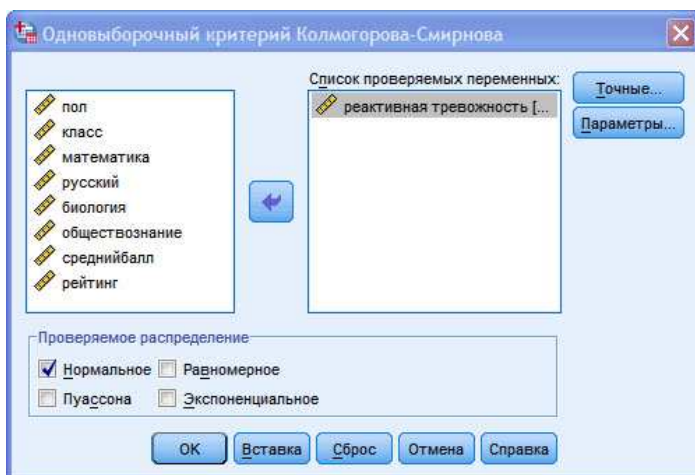 Одновыборочный критерий Колмогорова-Смирнова
пол
класс
математика
русский
биология
обществознание
среднийбалл
рейтинг
Список проверяемых переменных:
реактивная тревожность [...
Точные...
Параметры...
Проверяемое распределение
Нормальное Равномерное
Пуассона Экспоненциальное
ОК Вставка Сброс Отмена Справка